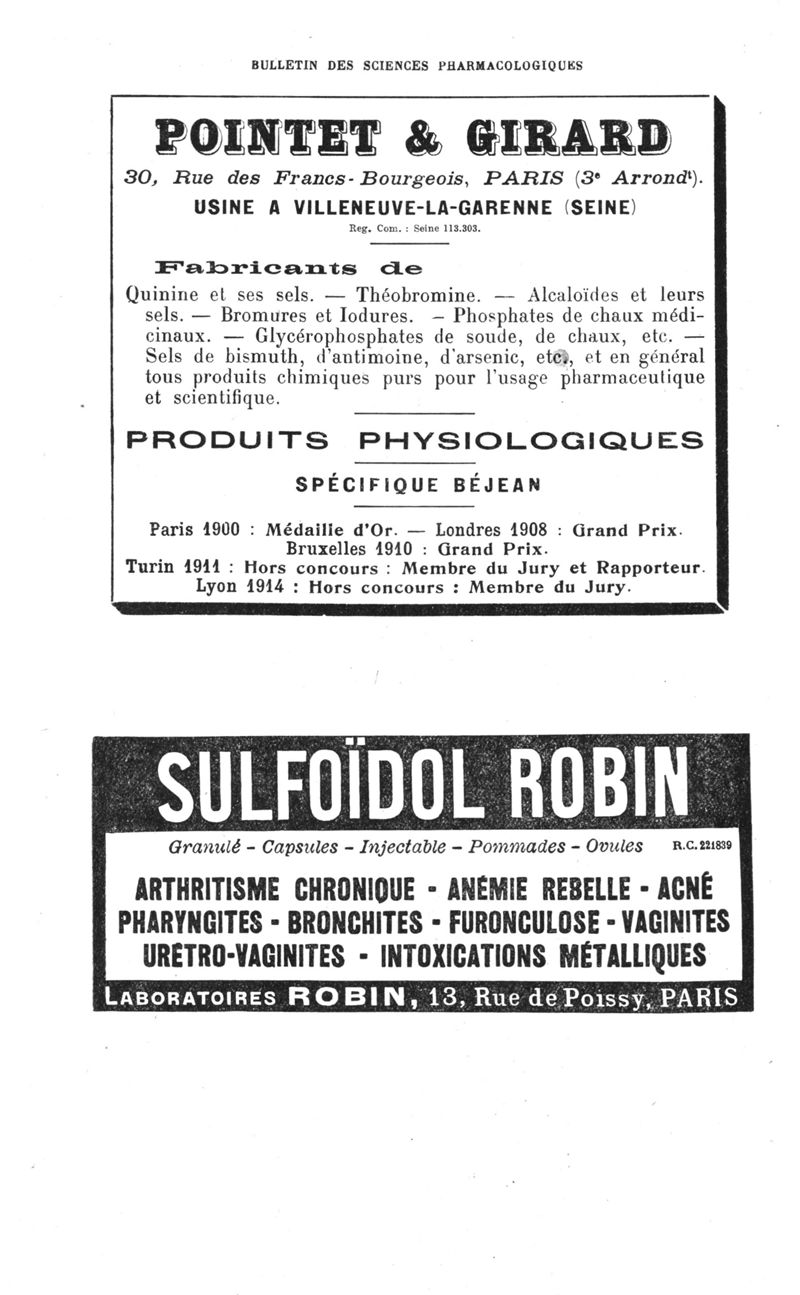 BULLETIN DES SCIENCES PHARMACOLOGIQUES
POINTET & GIRARD
30, Rue des Francs-Bourgeois, PARIS (3e Arrondt).
USINE A VILLENEUVE-LA-GARENNE (SEINE)
Reg. Com. : Seine 113.303.
Fabricants de
Quinine et ses sels. — Théobromine. — Alcaloïdes et leurs
sels. — Bromures et Iodures. — Phosphates de chaux médi-
cinaux. — Glycérophosphates de soude, de chaux, etc. —
Sels de bismuth, d'antimoine, d'arsenic, etc., et en général
tous produits chimiques purs pour l'usage pharmaceutique
et scientifique.
PRODUITS PHYSIOLOGIQUES
SPÉCIFIQUE BÉJEAN
Paris 1900 : Médaille d'Or. — Londres 1908 : Grand Prix.
Bruxelles 1910 : Grand Prix.
Turin 1911 : Hors concours : Membre du Jury et Rapporteur.
Lyon 1914 : Hors concours : Membre du Jury.
SULFOÏDOL ROBIN
Granulé - Capsules - Injectable - Pommades - Ovules R.C. 221839
ARTHRITISME CHRONIQUE - ANÉMIE REBELLE - ACNÉ
PHARYNGITES - BRONCHITES - FURONCULOSE - VAGINITES
URÉTRO-VAGINITES - INTOXICATIONS MÉTALLIQUES
LABORATOIRES ROBIN, 13, Rue de Poissy, PARIS